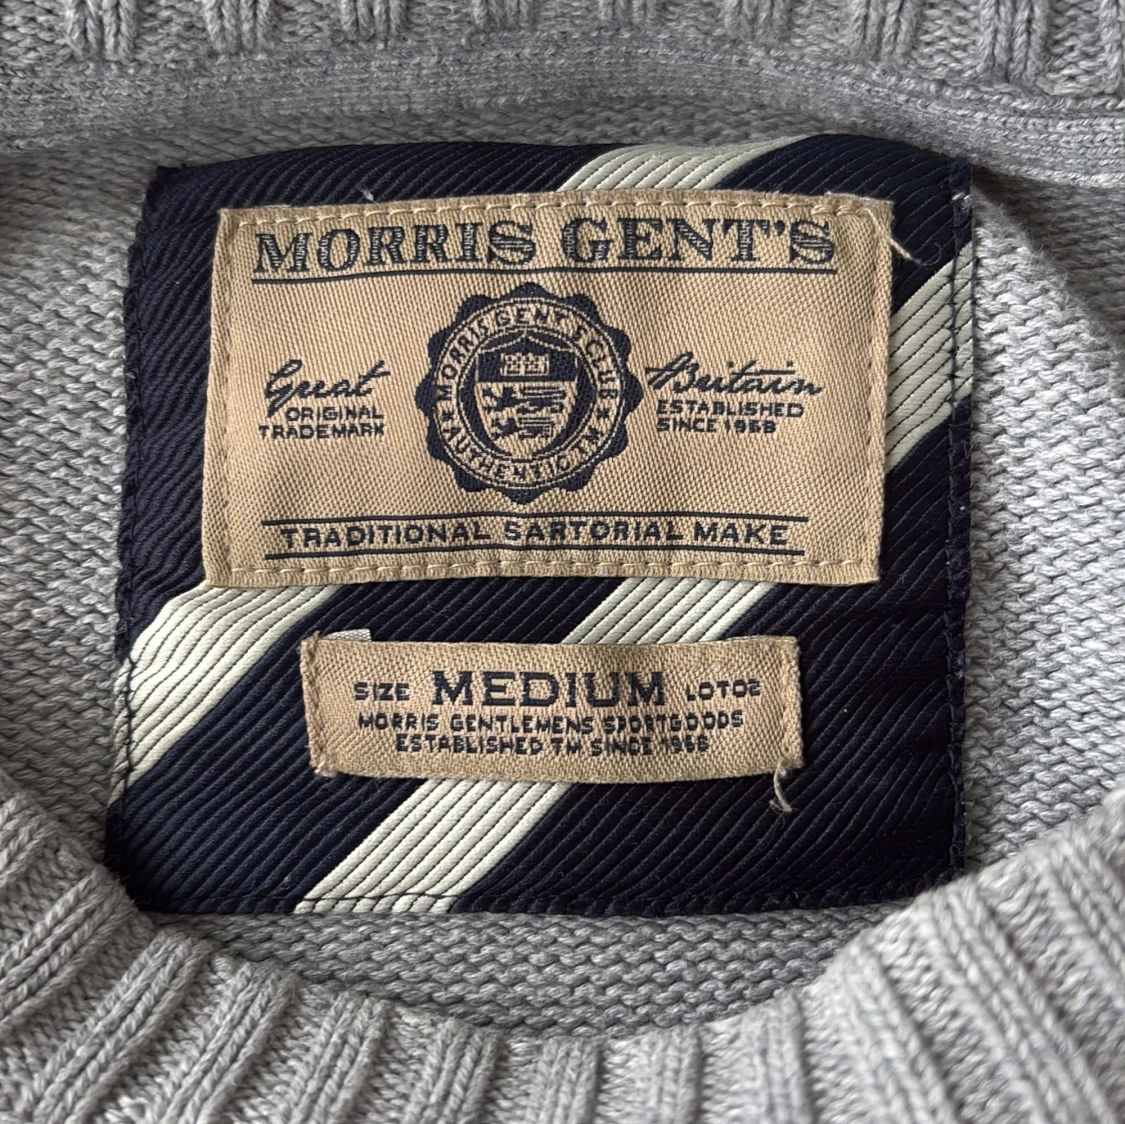 MORRIS GENT'S
MORRIS GENT'S CLUB
★ AUTHENTIC TM ★
Great
ORIGINAL
TRADEMARK
Britain
ESTABLISHED
SINCE 1968
TRADITIONAL SARTORIAL MAKE
SIZE MEDIUM LOT02
MORRIS GENTLEMENS SPORTGOODS
ESTABLISHED TM SINCE 1968